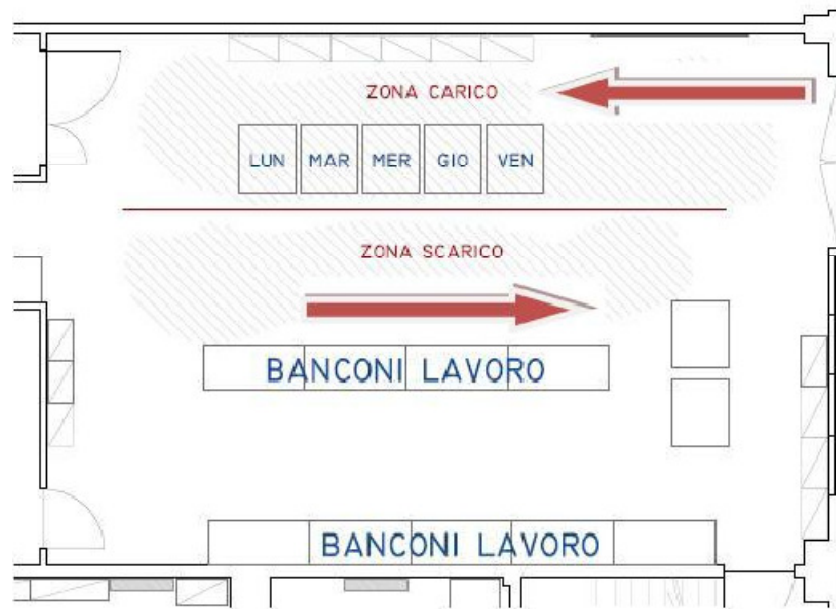 ZONA CARICO
LUN MAR MER GIO VEN
ZONA SCARICO
BANCONI LAVORO
BANCONI LAVORO